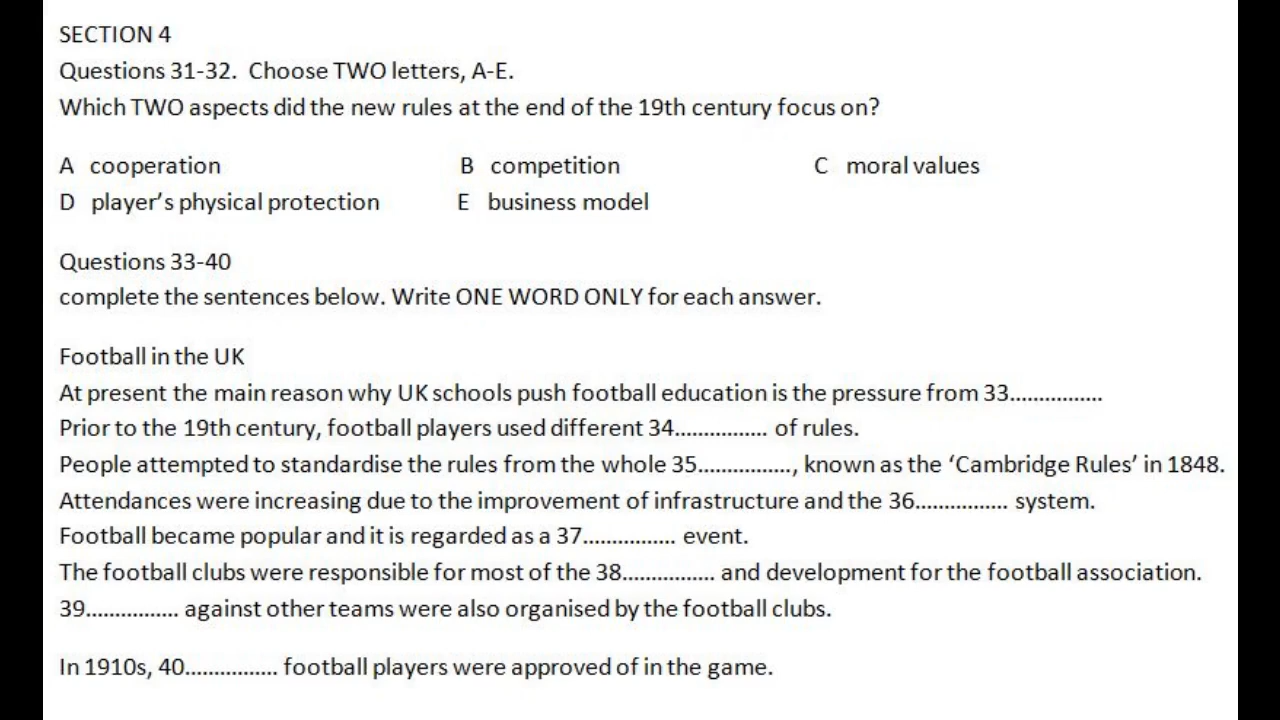 SECTION 4
Questions 31-32.  Choose TWO letters, A-E.
Which TWO aspects did the new rules at the end of the 19th century focus on?
A  cooperation  B  competition  C  moral values
D  player’s physical protection  E  business model
Questions 33-40
complete the sentences below. Write ONE WORD ONLY for each answer.
Football in the UK
At present the main reason why UK schools push football education is the pressure from 33................
Prior to the 19th century, football players used different 34................ of rules.
People attempted to standardise the rules from the whole 35................, known as the ‘Cambridge Rules’ in 1848.
Attendances were increasing due to the improvement of infrastructure and the 36................ system.
Football became popular and it is regarded as a 37................ event.
The football clubs were responsible for most of the 38................ and development for the football association.
39................ against other teams were also organised by the football clubs.
In 1910s, 40................ football players were approved of in the game.